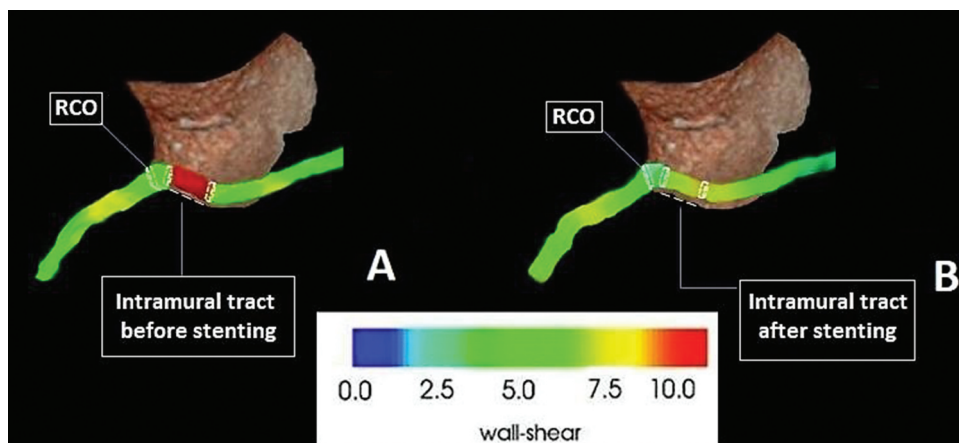 RCO
Intramural tract
before stenting
A
RCO
Intramural tract
after stenting
B
0.0 2.5 5.0 7.5 10.0
wall-shear